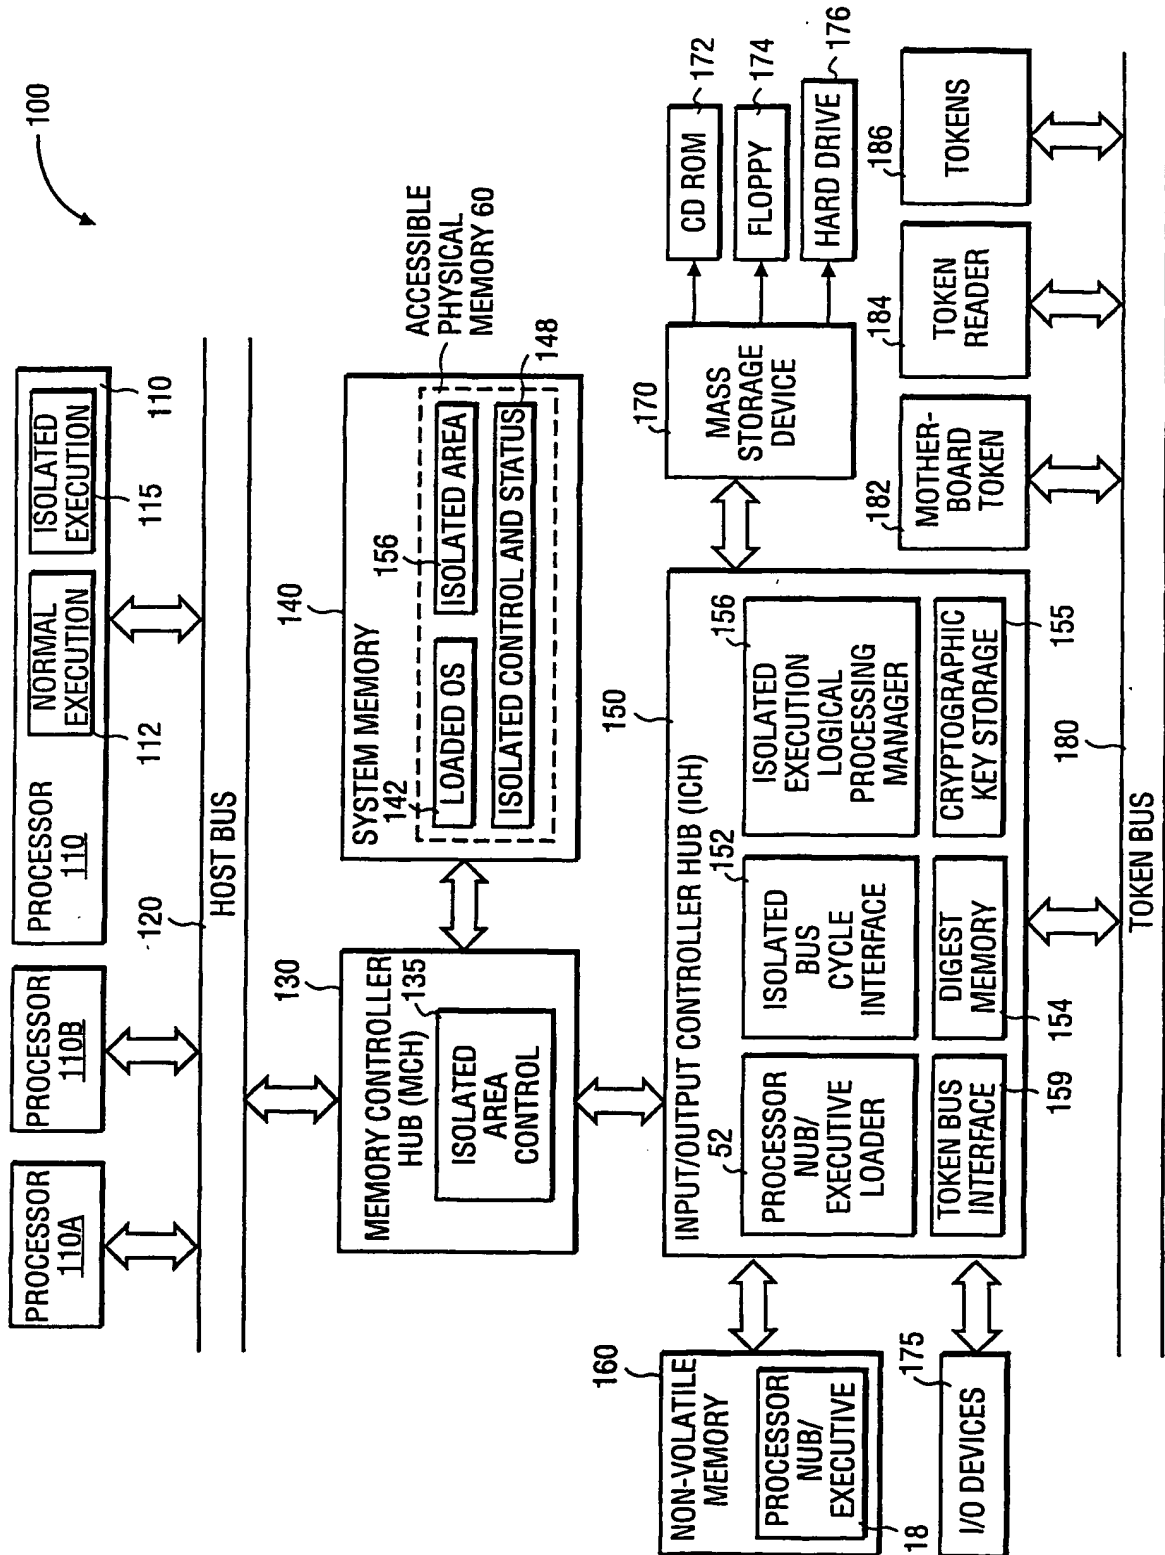 100
PROCESSOR
110A
PROCESSOR
110B
PROCESSOR
110
NORMAL
EXECUTION
112
ISOLATED
EXECUTION
115
110
120
HOST BUS
130
MEMORY CONTROLLER
HUB (MCH)
135
ISOLATED
AREA
CONTROL
140
SYSTEM MEMORY
142
LOADED OS
156
ISOLATED AREA
ISOLATED CONTROL AND STATUS
148
ACCESSIBLE
PHYSICAL
MEMORY 60
150
INPUT/OUTPUT CONTROLLER HUB (ICH)
52
PROCESSOR
NUB/
EXECUTIVE
LOADER
152
ISOLATED
BUS
CYCLE
INTERFACE
156
ISOLATED
EXECUTION
LOGICAL
PROCESSING
MANAGER
TOKEN BUS
INTERFACE
159
DIGEST
MEMORY
154
CRYPTOGRAPHIC
KEY STORAGE
155
160
NON-VOLATILE
MEMORY
PROCESSOR
NUB/
EXECUTIVE
18
175
I/O DEVICES
170
MASS
STORAGE
DEVICE
CD ROM
172
FLOPPY
174
HARD DRIVE
176
182
MOTHER-
BOARD
TOKEN
184
TOKEN
READER
186
TOKENS
180
TOKEN BUS